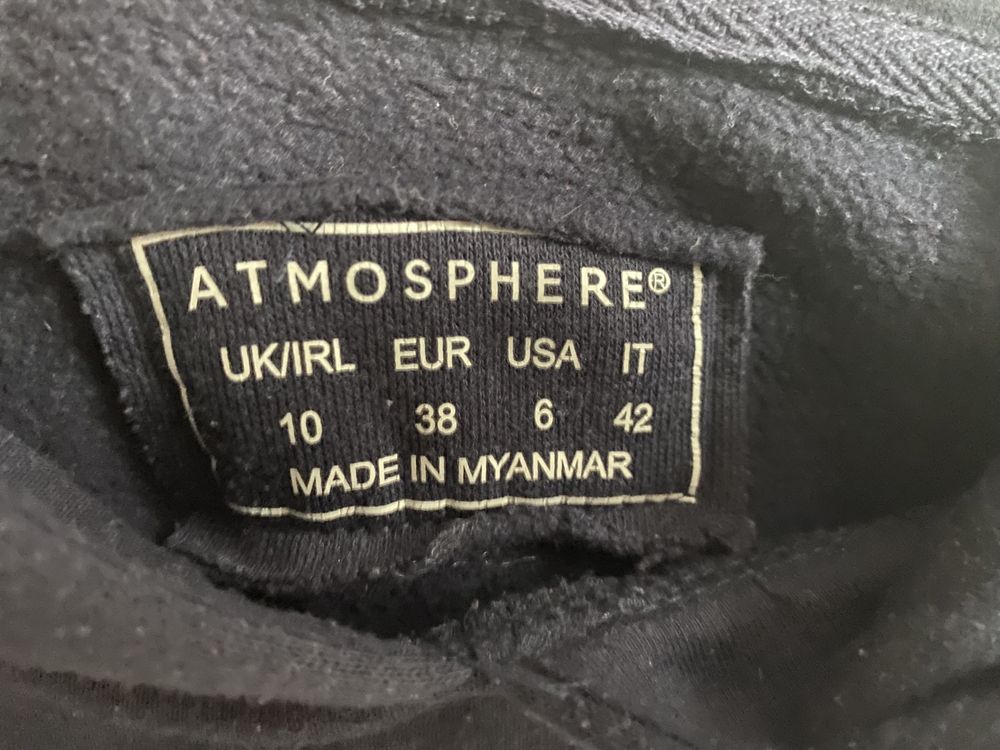 ATMOSPHERE®
UK/IRL EUR USA IT
10 38 6 42
MADE IN MYANMAR